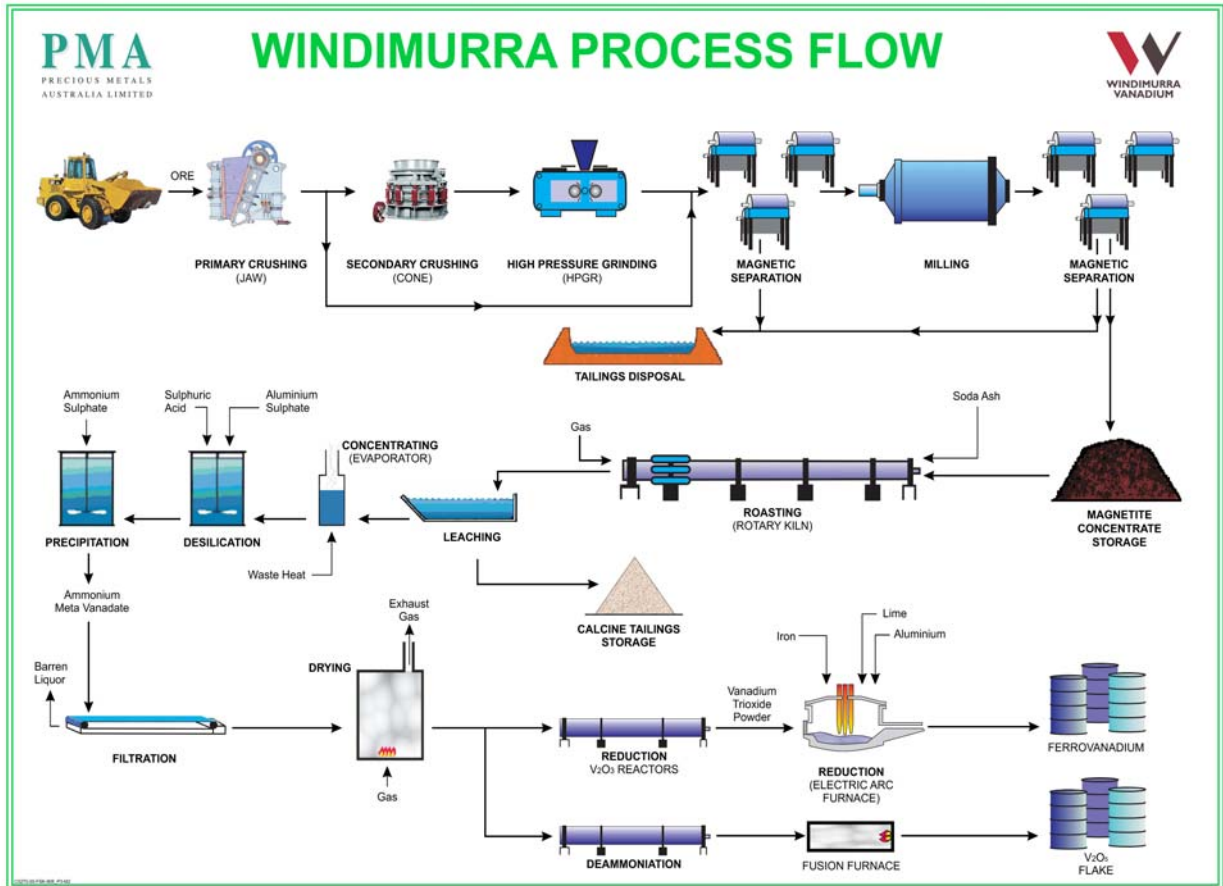 PMA
PRECIOUS METALS
AUSTRALIA LIMITED
WINDIMURRA PROCESS FLOW
WINDIMURRA
VANADIUM
ORE
PRIMARY CRUSHING
(JAW)
SECONDARY CRUSHING
(CONE)
HIGH PRESSURE GRINDING
(HPGR)
MAGNETIC
SEPARATION
MILLING
MAGNETIC
SEPARATION
TAILINGS DISPOSAL
Ammonium
Sulphate
Sulphuric
Acid
Aluminium
Sulphate
CONCENTRATING
(EVAPORATOR)
Gas
Soda Ash
PRECIPITATION
DESILICATION
Waste Heat
LEACHING
ROASTING
(ROTARY KILN)
MAGNETITE
CONCENTRATE
STORAGE
Ammonium
Meta Vanadate
CALCINE TAILINGS
STORAGE
Barren
Liquor
FILTRATION
DRYING
Exhaust
Gas
Gas
REDUCTION
V2O3 REACTORS
Vanadium
Trioxide
Powder
Iron
Lime
Aluminium
REDUCTION
(ELECTRIC ARC
FURNACE)
FERROVANADIUM
DEAMMONIATION
FUSION FURNACE
V2O5
FLAKE